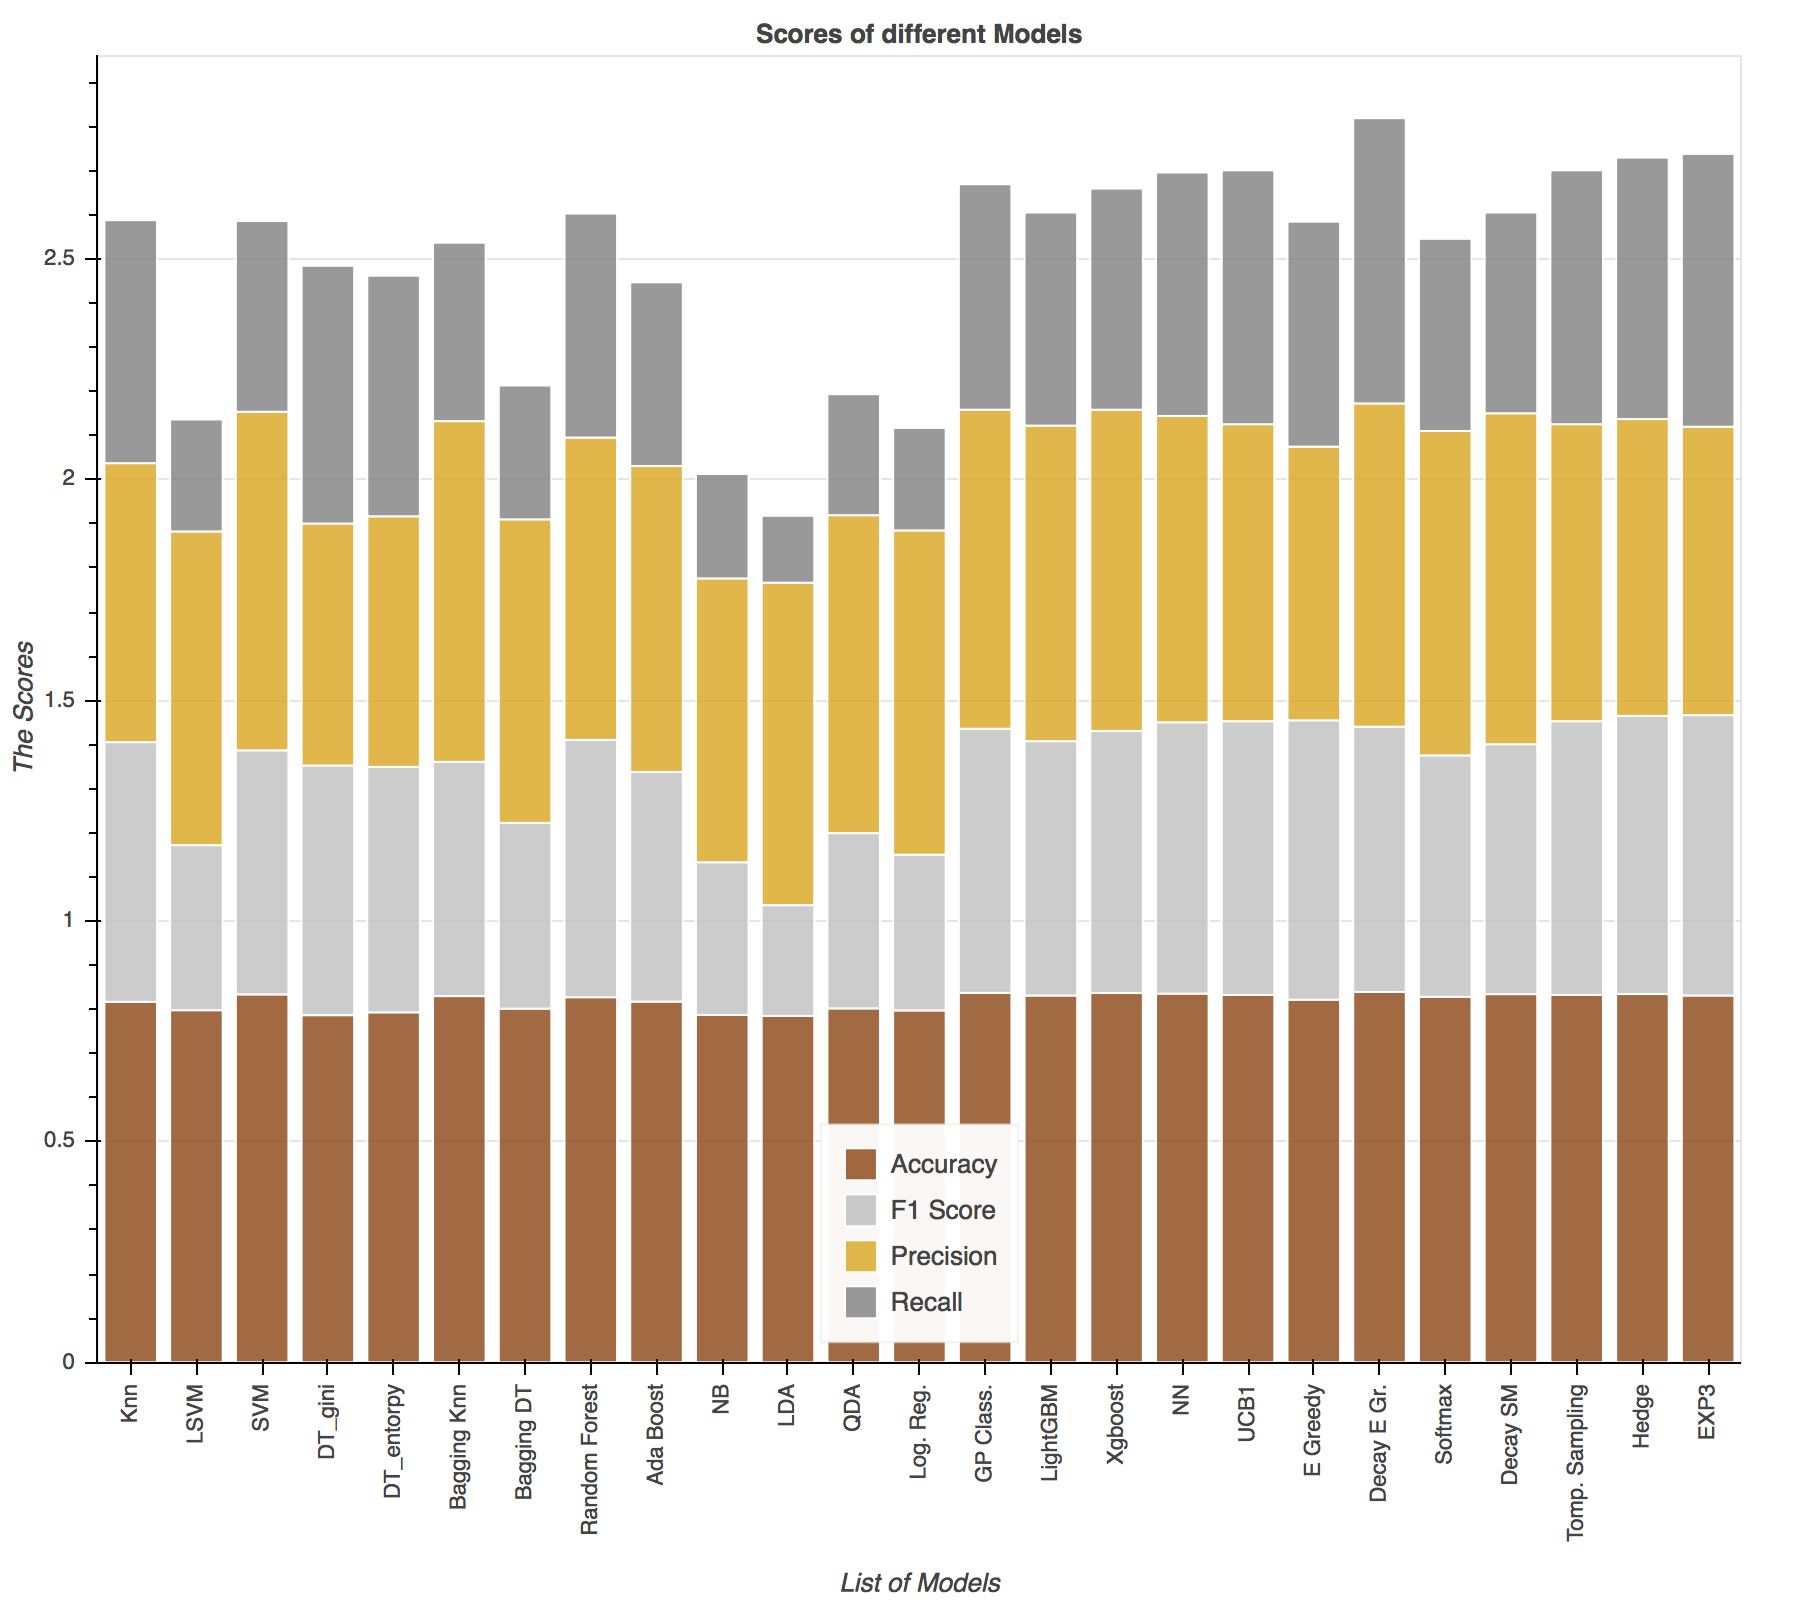 Scores of different Models
The Scores
2.5
2
1.5
1
0.5
0
Accuracy
F1 Score
Precision
Recall
Knn
LSVM
SVM
DT_gini
DT_entorpy
Bagging Knn
Bagging DT
Random Forest
Ada Boost
NB
LDA
QDA
Log. Reg.
GP Class.
LightGBM
Xgboost
NN
UCB1
E Greedy
Decay E Gr.
Softmax
Decay SM
Tomp. Sampling
Hedge
EXP3
List of Models